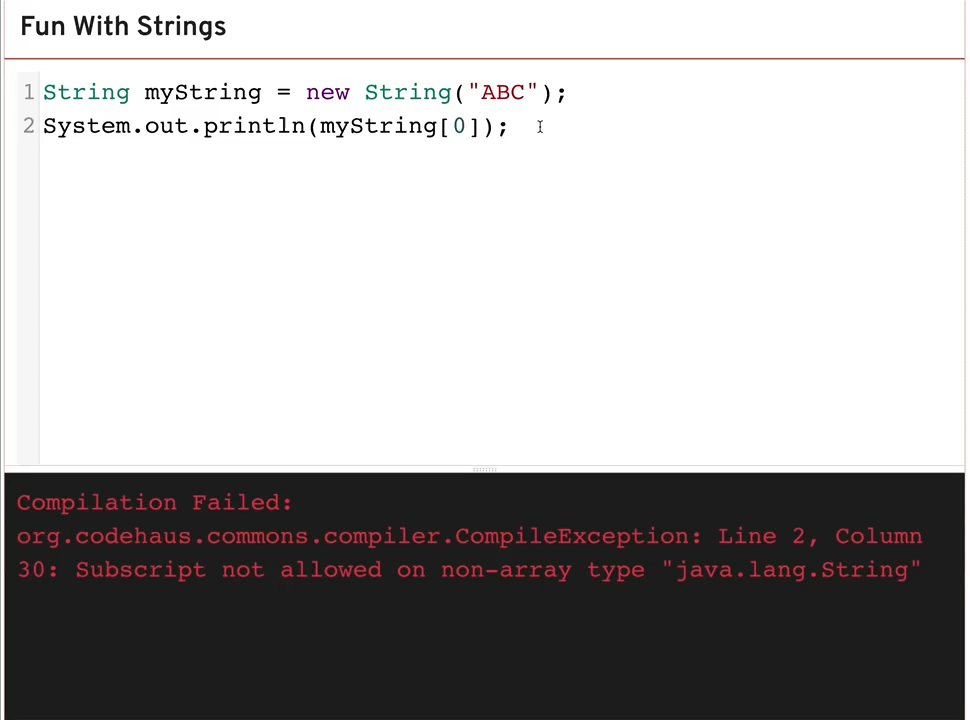 Fun With Strings
1 String myString = new String("ABC");
2 System.out.println(myString[0]);
Compilation Failed:
org.codehaus.commons.compiler.CompileException: Line 2, Column
30: Subscript not allowed on non-array type "java.lang.String"